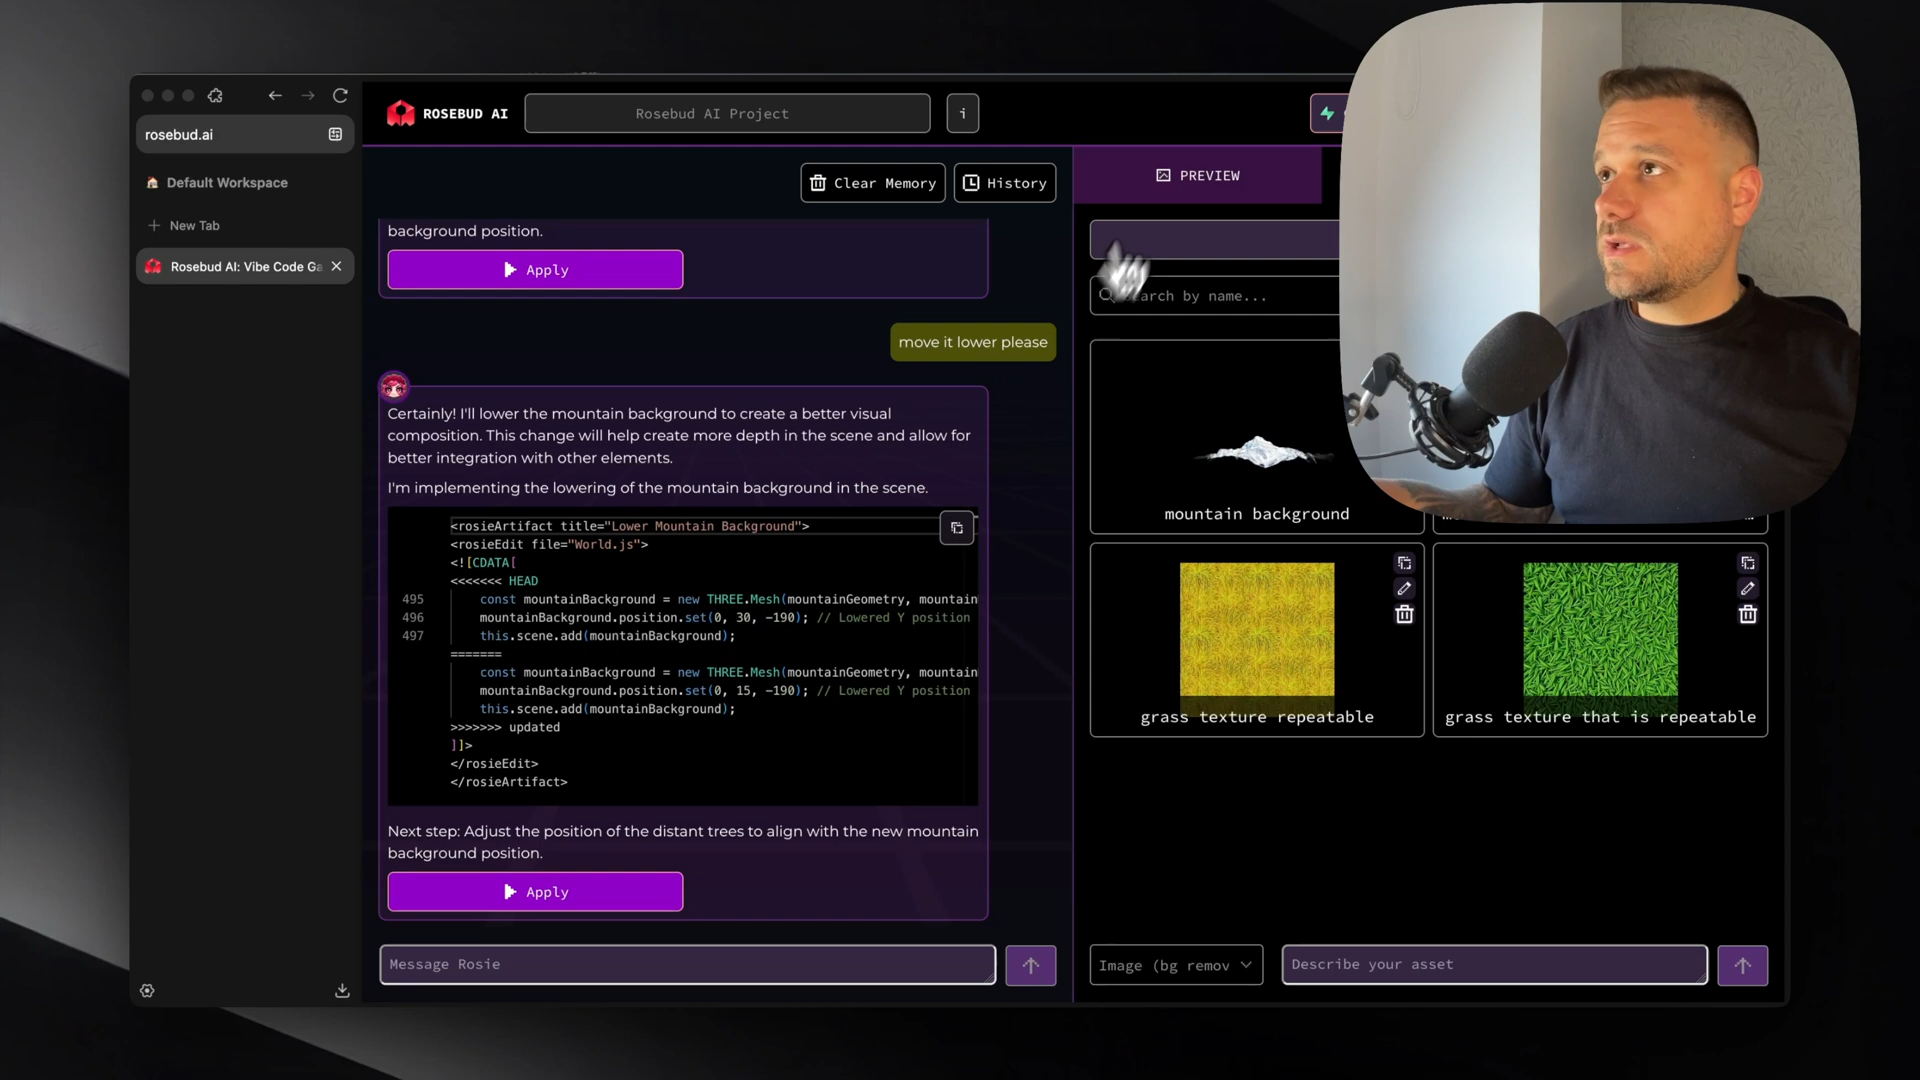 rosebud.ai
Default Workspace
New Tab
Rosebud AI: Vibe Code Ga
ROSEBUD AI
Rosebud AI Project
i
Clear Memory
History
background position.
Apply
move it lower please
Certainly! I'll lower the mountain background to create a better visual
composition. This change will help create more depth in the scene and allow for
better integration with other elements.
I'm implementing the lowering of the mountain background in the scene.
<rosieArtifact title="Lower Mountain Background">
<rosieEdit file="World.js">
<![CDATA[
<<<<<<< HEAD
495 const mountainBackground = new THREE.Mesh(mountainGeometry, mountain
496 mountainBackground.position.set(0, 30, -190); // Lowered Y position
497 this.scene.add(mountainBackground);
=======
const mountainBackground = new THREE.Mesh(mountainGeometry, mountain
mountainBackground.position.set(0, 15, -190); // Lowered Y position
this.scene.add(mountainBackground);
>>>>>>> updated
]]>
</rosieEdit>
</rosieArtifact>
Next step: Adjust the position of the distant trees to align with the new mountain
background position.
Apply
Message Rosie
PREVIEW
by name...
mountain background
grass texture repeatable
grass texture that is repeatable
Image (bg remov
Describe your asset